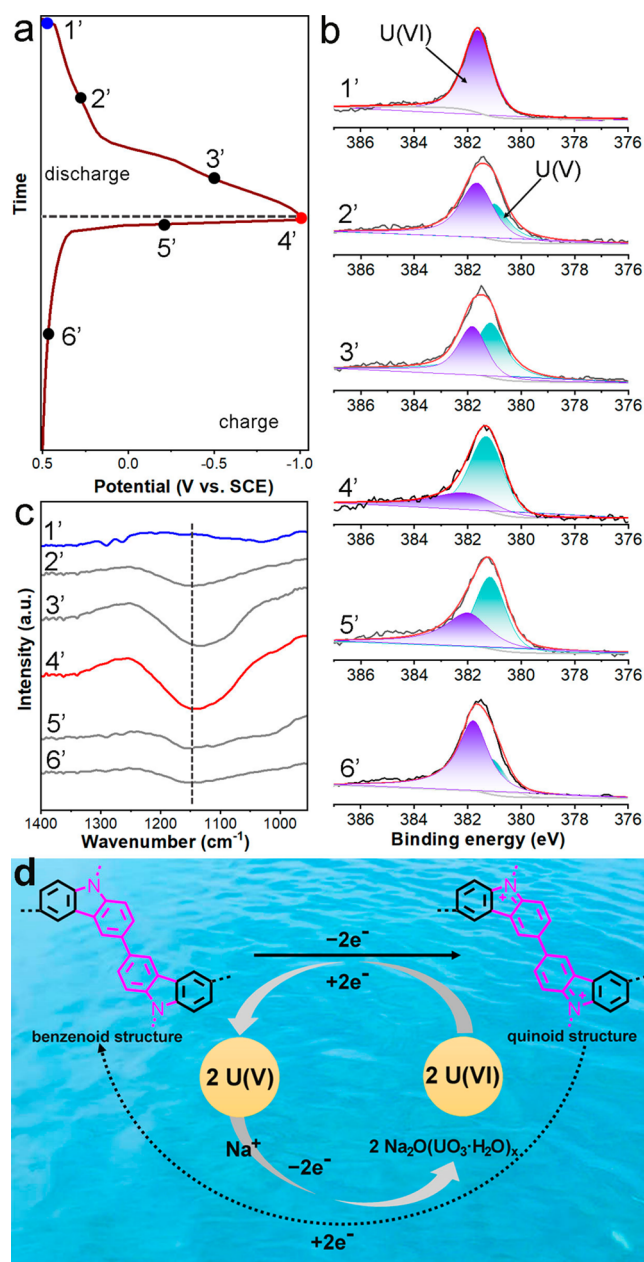 a
1’
2’
3’
discharge
4’
5’
6’
charge
Time
0.5 0.0 -0.5 -1.0
Potential (V vs. SCE)
b
U(VI)
1’
386 384 382 380 378 376
U(V)
2’
386 384 382 380 378 376
3’
386 384 382 380 378 376
4’
386 384 382 380 378 376
5’
386 384 382 380 378 376
6’
386 384 382 380 378 376
Binding energy (eV)
c
1’
2’
3’
4’
5’
6’
Intensity (a.u.)
1400 1300 1200 1100 1000
Wavenumber (cm⁻¹)
d
N
N
−2e⁻
+2e⁻
N
+
N
+
benzenoid structure
quinoid structure
2 U(V)
2 U(VI)
Na⁺
−2e⁻
2 Na₂O(UO₃·H₂O)ₓ
+2e⁻